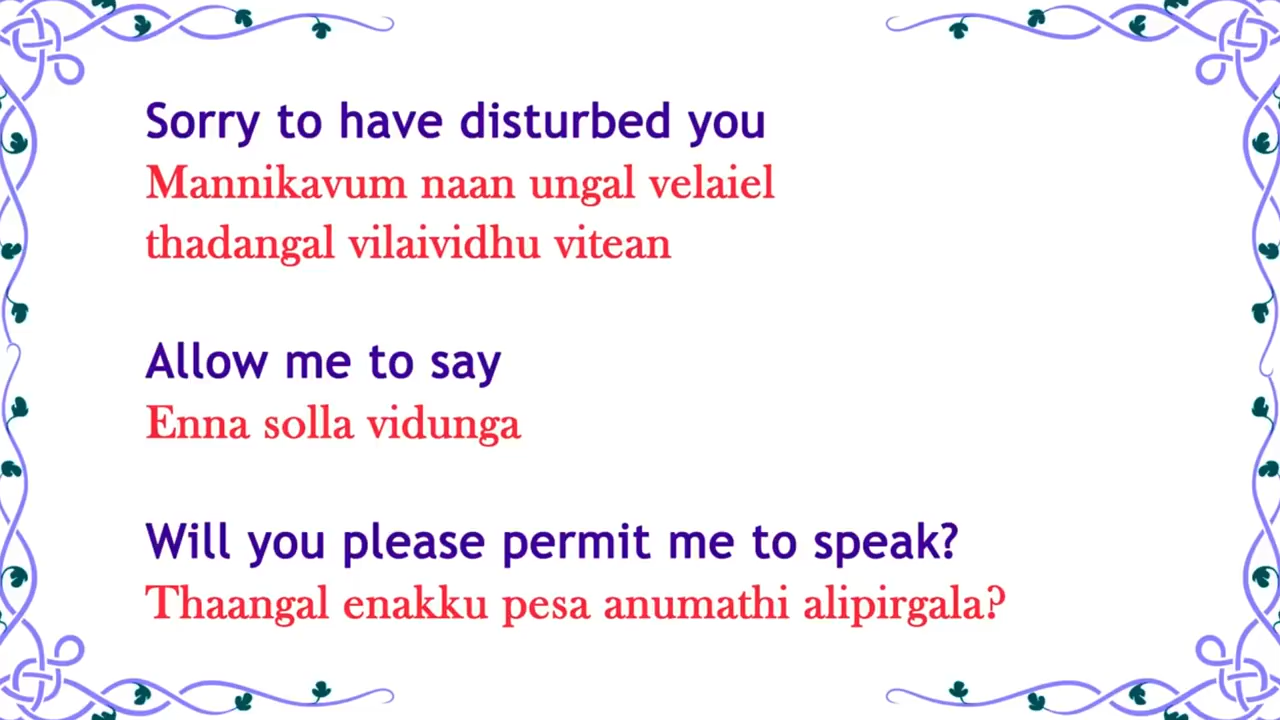 Sorry to have disturbed you
Mannikavum naan ungal velaiel
thadangal vilaividhu vitean
Allow me to say
Enna solla vidunga
Will you please permit me to speak?
Thaangal enakku pesa anumathi alipirgala?